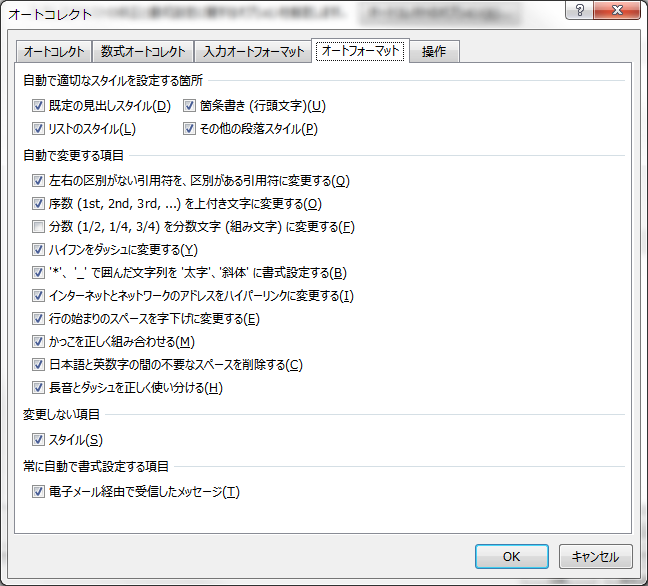 オートコレクト
オートコレクト 数式オートコレクト 入力オートフォーマット オートフォーマット 操作
自動で適切なスタイルを設定する箇所
既定の見出しスタイル(D) 箇条書き (行頭文字)(U)
リストのスタイル(L) その他の段落スタイル(P)
自動で変更する項目
左右の区別がない引用符を、区別がある引用符に変更する(Q)
序数 (1st, 2nd, 3rd, ...) を上付き文字に変更する(O)
分数 (1/2, 1/4, 3/4) を分数文字 (組み文字) に変更する(F)
ハイフンをダッシュに変更する(Y)
'*'、'_' で囲んだ文字列を '太字'、'斜体' に書式設定する(B)
インターネットとネットワークのアドレスをハイパーリンクに変更する(I)
行の始まりのスペースを字下げに変更する(E)
かっこを正しく組み合わせる(M)
日本語と英数字の間の不要なスペースを削除する(C)
長音とダッシュを正しく使い分ける(H)
変更しない項目
スタイル(S)
常に自動で書式設定する項目
電子メール経由で受信したメッセージ(T)
OK キャンセル